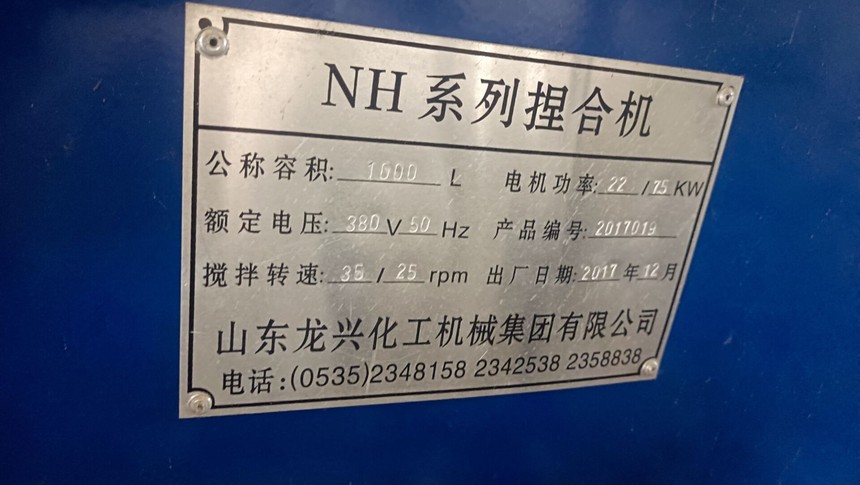 NH 系列捏合机
公称容积: 1000 L 电机功率: 22 / 75 KW
额定电压: 380 V 50 Hz 产品编号: 2017019
搅拌转速: 35 / 25 rpm 出厂日期: 2017 年 12 月
山东龙兴化工机械集团有限公司
电话:(0535)2348158 2342538 2358838